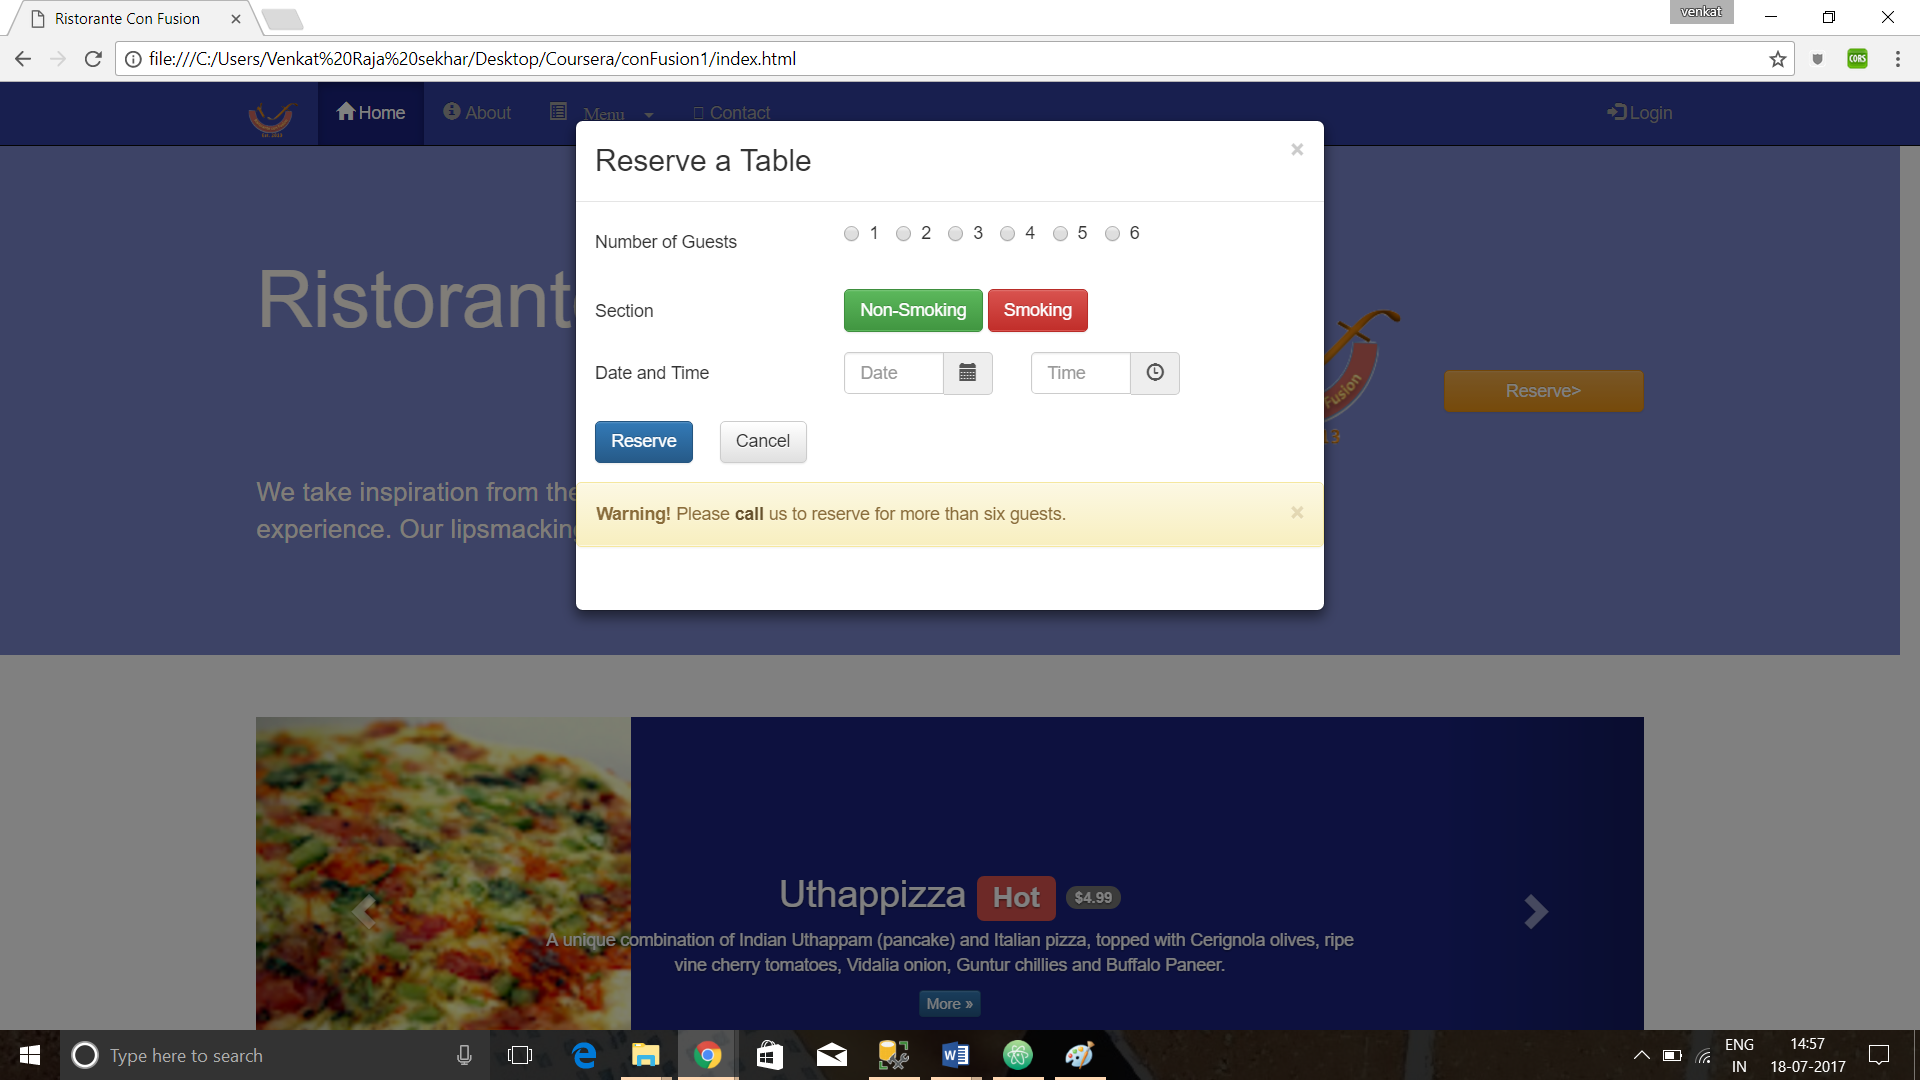 Ristorante Con Fusion
venkat
file:///C:/Users/Venkat%20Raja%20sekhar/Desktop/Coursera/conFusion1/index.html
CORS
Home About Menu Contact Login
Reserve a Table ×
Number of Guests 1 2 3 4 5 6
Ristorant
Section Non-Smoking Smoking
Date and Time Date Time
Fusion
Reserve>
Reserve Cancel
We take inspiration from the
Warning! Please call us to reserve for more than six guests. ×
experience. Our lipsmacking
Uthappizza Hot $4.99
A unique combination of Indian Uthappam (pancake) and Italian pizza, topped with Cerignola olives, ripe
vine cherry tomatoes, Vidalia onion, Guntur chillies and Buffalo Paneer.
More »
Type here to search
ENG
IN
14:57
18-07-2017